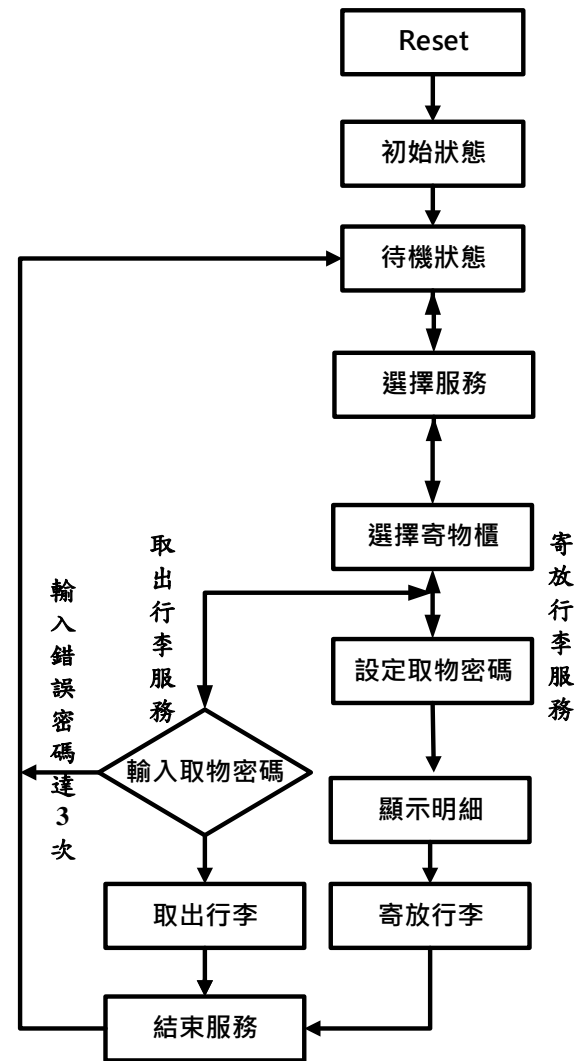 Reset
初始狀態
待機狀態
選擇服務
選擇寄物櫃
取出行李服務
寄放行李服務
輸入錯誤密碼達3次
設定取物密碼
輸入取物密碼
顯示明細
取出行李
寄放行李
結束服務